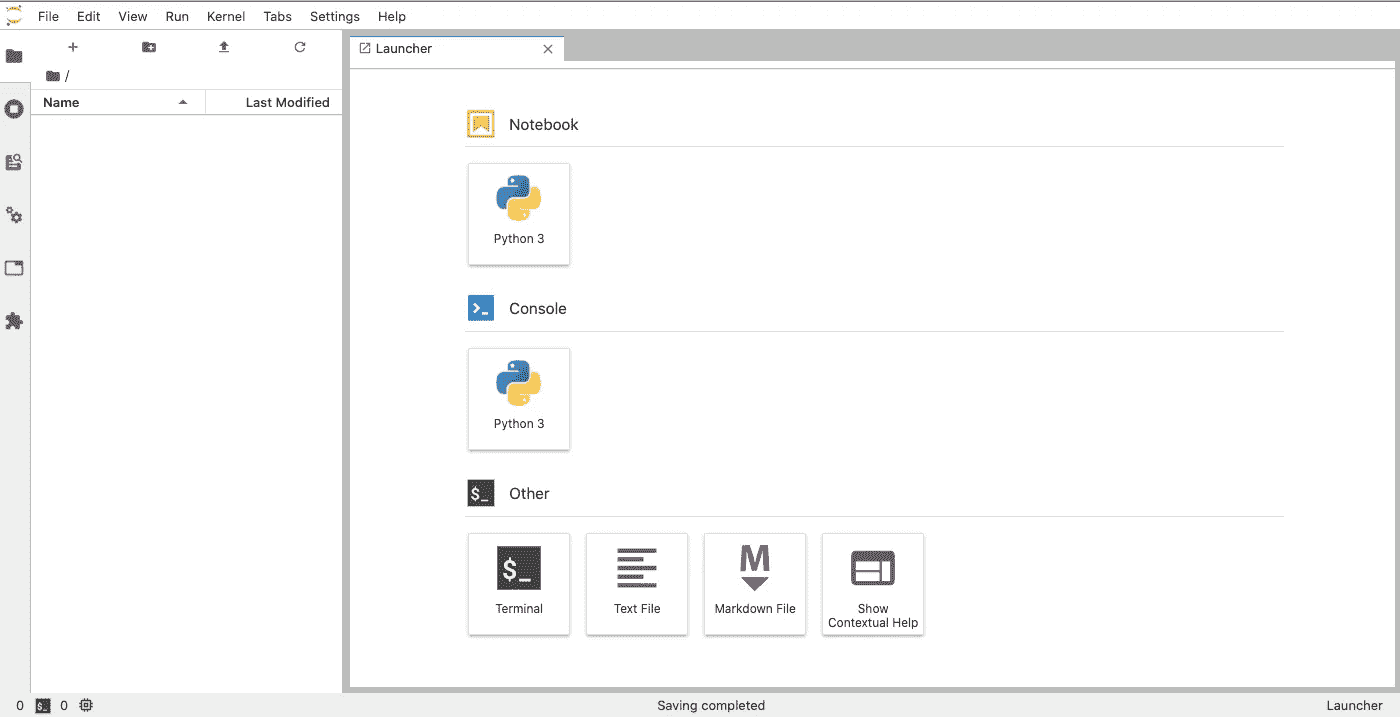 File Edit View Run Kernel Tabs Settings Help
Launcher
/
Name Last Modified
Notebook
Python 3
Console
Python 3
$_ Other
$_
M
Terminal Text File Markdown File Show
Contextual Help
0 $_ 0 Saving completed Launcher